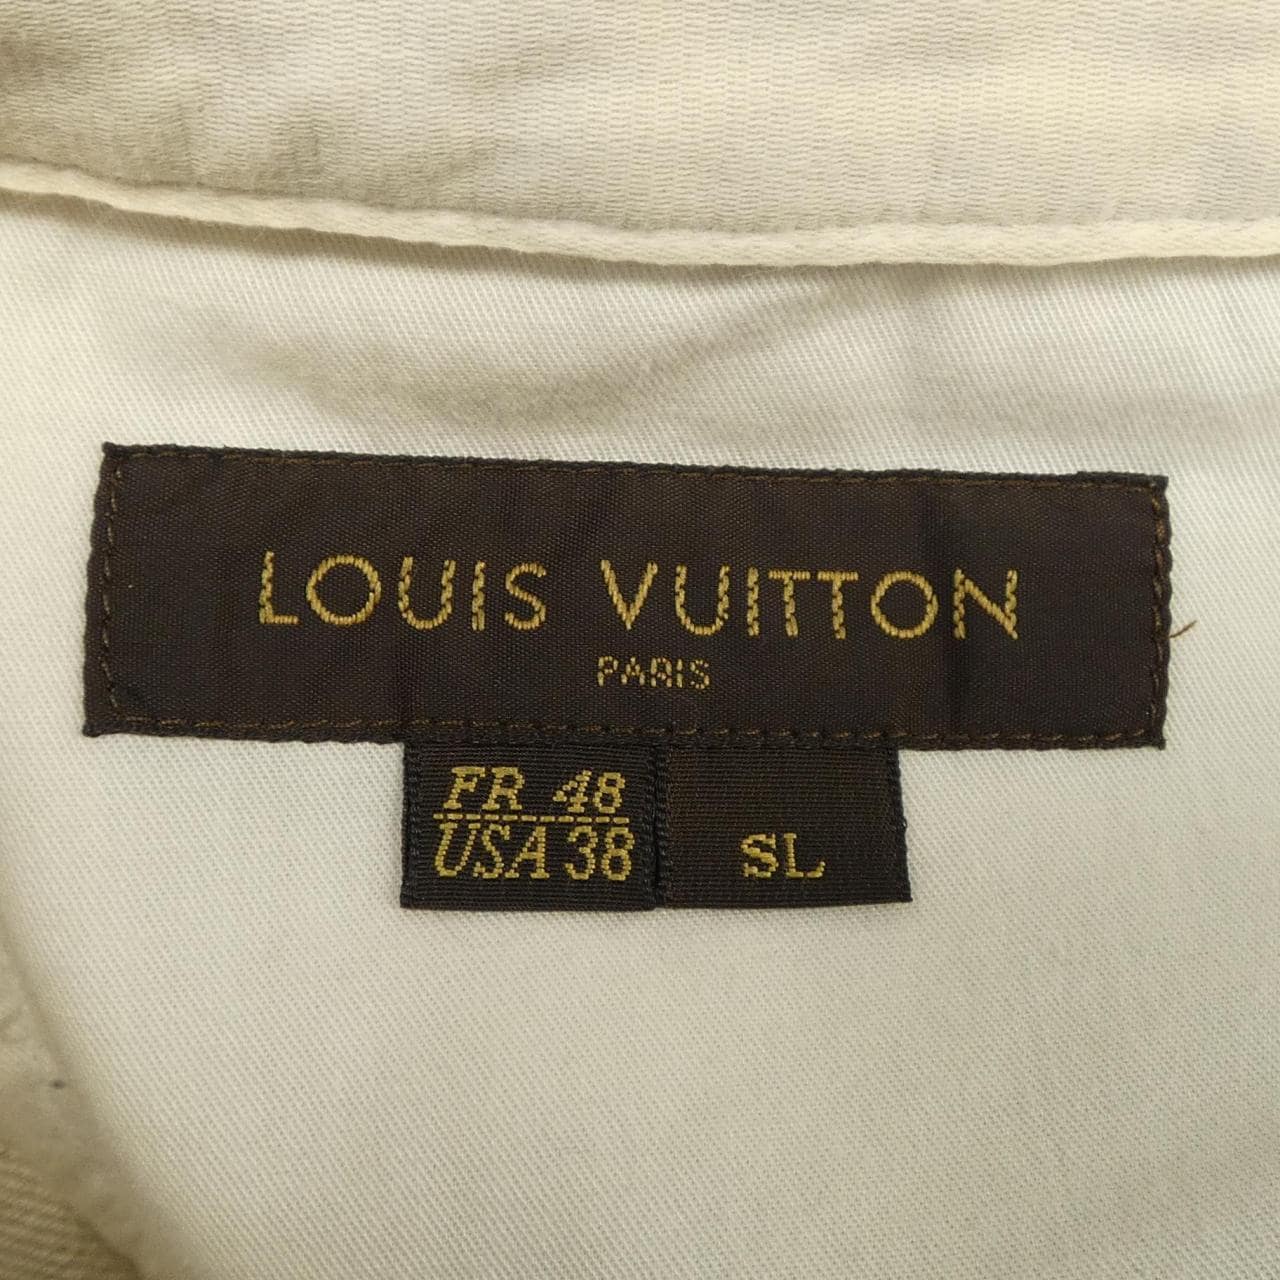 LOUIS VUITTON
PARIS
FR 48
USA 38
SL